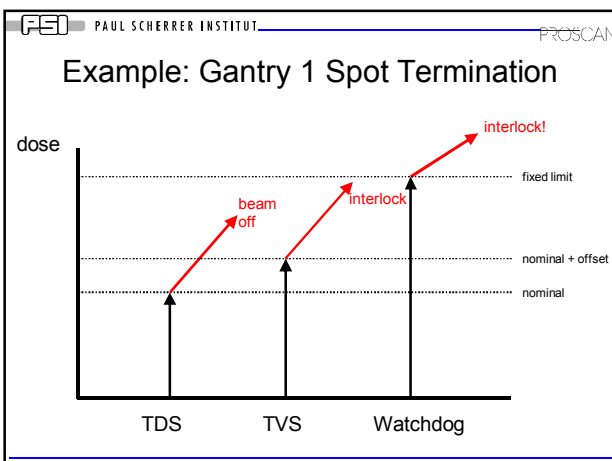 PSI PAUL SCHERRER INSTITUT
PROSCAN
Example: Gantry 1 Spot Termination
dose
interlock!
fixed limit
beam
off
interlock
nominal + offset
nominal
TDS TVS Watchdog